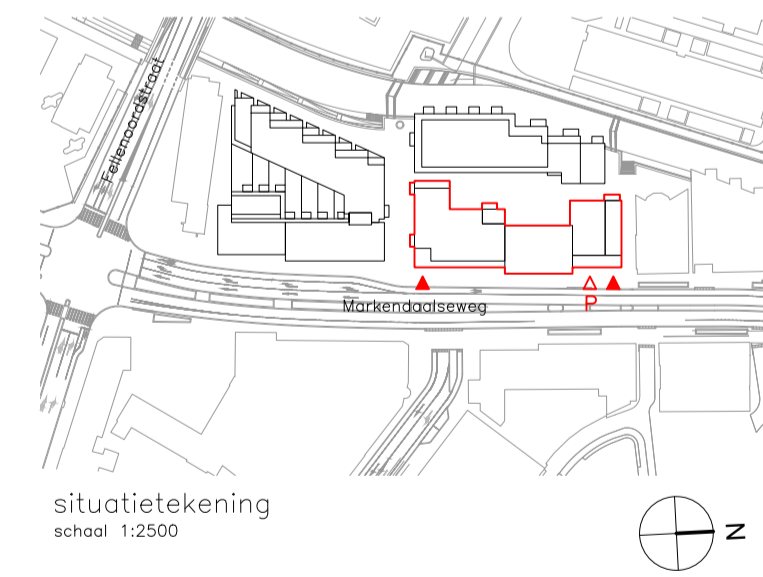 Fellenoordstraat
Markendaalseweg
P
situatietekening
schaal 1:2500
N